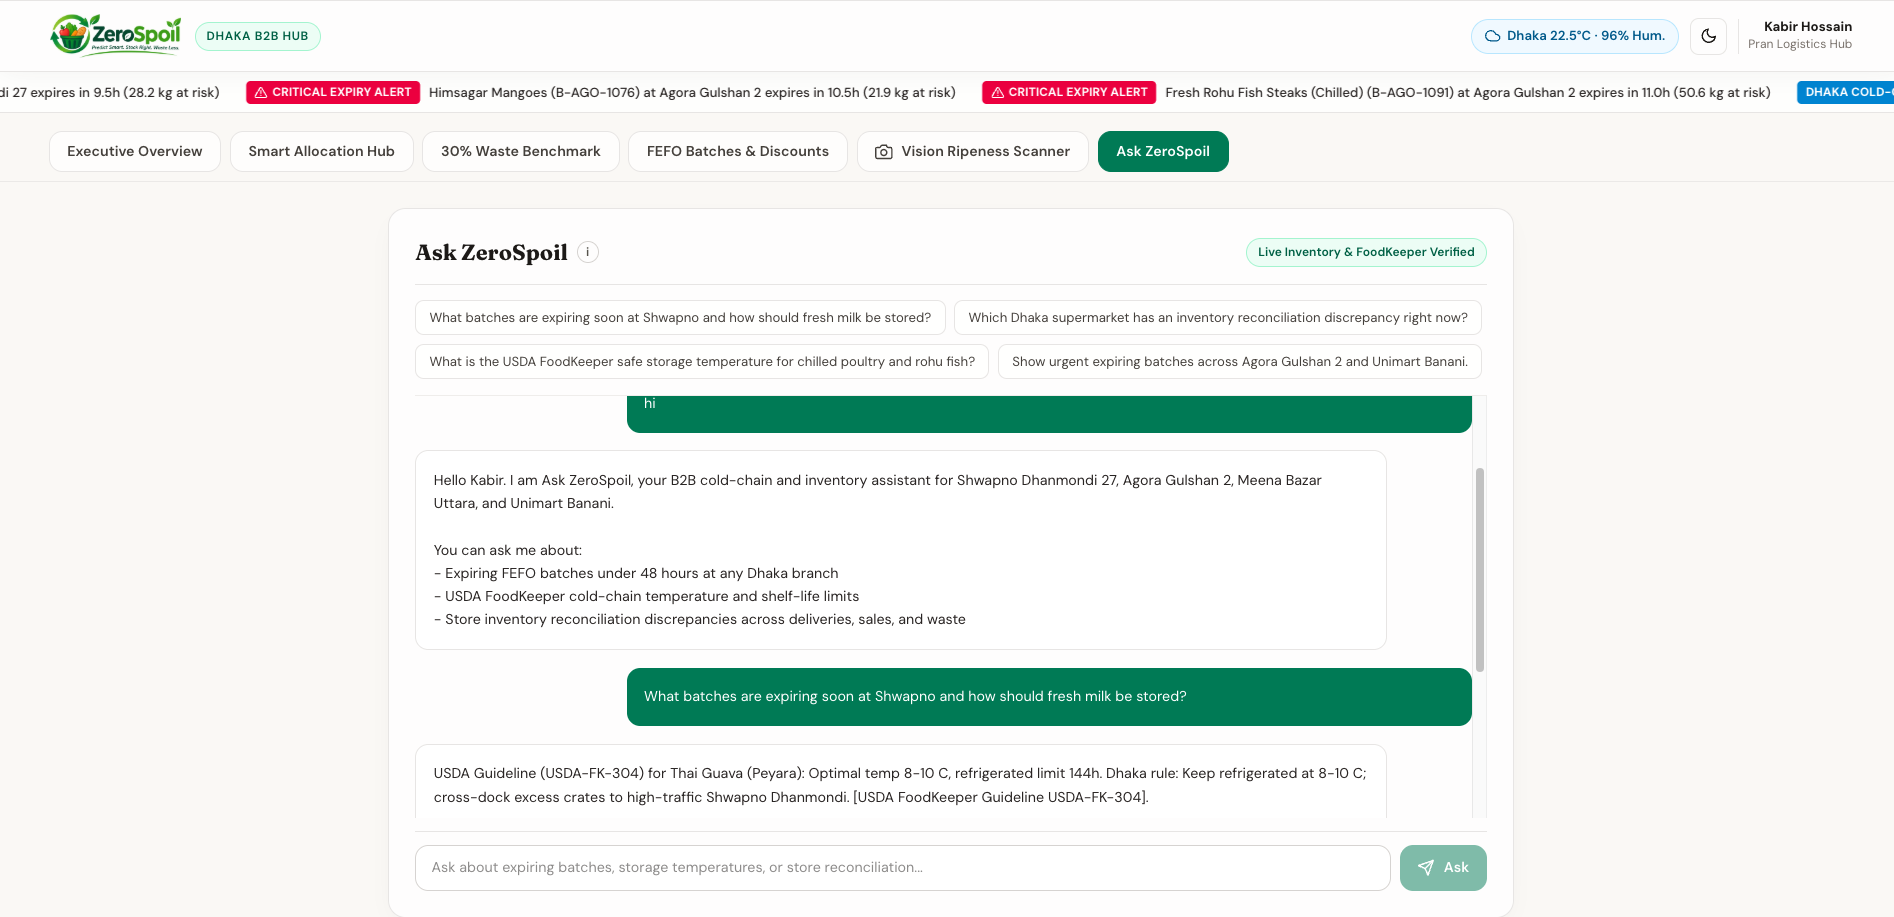 ZeroSpoil
Predict Smart. Stock Right. Waste Less.
DHAKA B2B HUB
Dhaka 22.5°C · 96% Hum.
Kabir Hossain
Pran Logistics Hub
di 27 expires in 9.5h (28.2 kg at risk)
CRITICAL EXPIRY ALERT
Himsagar Mangoes (B-AGO-1076) at Agora Gulshan 2 expires in 10.5h (21.9 kg at risk)
CRITICAL EXPIRY ALERT
Fresh Rohu Fish Steaks (Chilled) (B-AGO-1091) at Agora Gulshan 2 expires in 11.0h (50.6 kg at risk)
DHAKA COLD-
Executive Overview
Smart Allocation Hub
30% Waste Benchmark
FEFO Batches & Discounts
Vision Ripeness Scanner
Ask ZeroSpoil
Ask ZeroSpoil
i
Live Inventory & FoodKeeper Verified
What batches are expiring soon at Shwapno and how should fresh milk be stored?
Which Dhaka supermarket has an inventory reconciliation discrepancy right now?
What is the USDA FoodKeeper safe storage temperature for chilled poultry and rohu fish?
Show urgent expiring batches across Agora Gulshan 2 and Unimart Banani.
hi
Hello Kabir. I am Ask ZeroSpoil, your B2B cold-chain and inventory assistant for Shwapno Dhanmondi 27, Agora Gulshan 2, Meena Bazar
Uttara, and Unimart Banani.
You can ask me about:
- Expiring FEFO batches under 48 hours at any Dhaka branch
- USDA FoodKeeper cold-chain temperature and shelf-life limits
- Store inventory reconciliation discrepancies across deliveries, sales, and waste
What batches are expiring soon at Shwapno and how should fresh milk be stored?
USDA Guideline (USDA-FK-304) for Thai Guava (Peyara): Optimal temp 8-10 C, refrigerated limit 144h. Dhaka rule: Keep refrigerated at 8-10 C;
cross-dock excess crates to high-traffic Shwapno Dhanmondi. [USDA FoodKeeper Guideline USDA-FK-304].
Ask about expiring batches, storage temperatures, or store reconciliation...
Ask